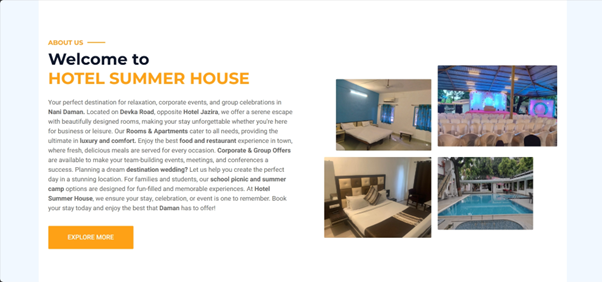 ABOUT US
Welcome to
HOTEL SUMMER HOUSE
Your perfect destination for relaxation, corporate events, and group celebrations in
Nani Daman. Located on Devka Road, opposite Hotel Jazira, we offer a serene escape
with beautifully designed rooms, making your stay unforgettable whether you're here
for business or leisure. Our Rooms & Apartments cater to all needs, providing the
ultimate in luxury and comfort. Enjoy the best food and restaurant experience in town,
where fresh, delicious meals are served for every occasion. Corporate & Group Offers
are available to make your team-building events, meetings, and conferences a
success. Planning a dream destination wedding? Let us help you create the perfect
day in a stunning location. For families and students, our school picnic and summer
camp options are designed for fun-filled and memorable experiences. At Hotel
Summer House, we ensure your stay, celebration, or event is one to remember. Book
your stay today and enjoy the best that Daman has to offer!
EXPLORE MORE